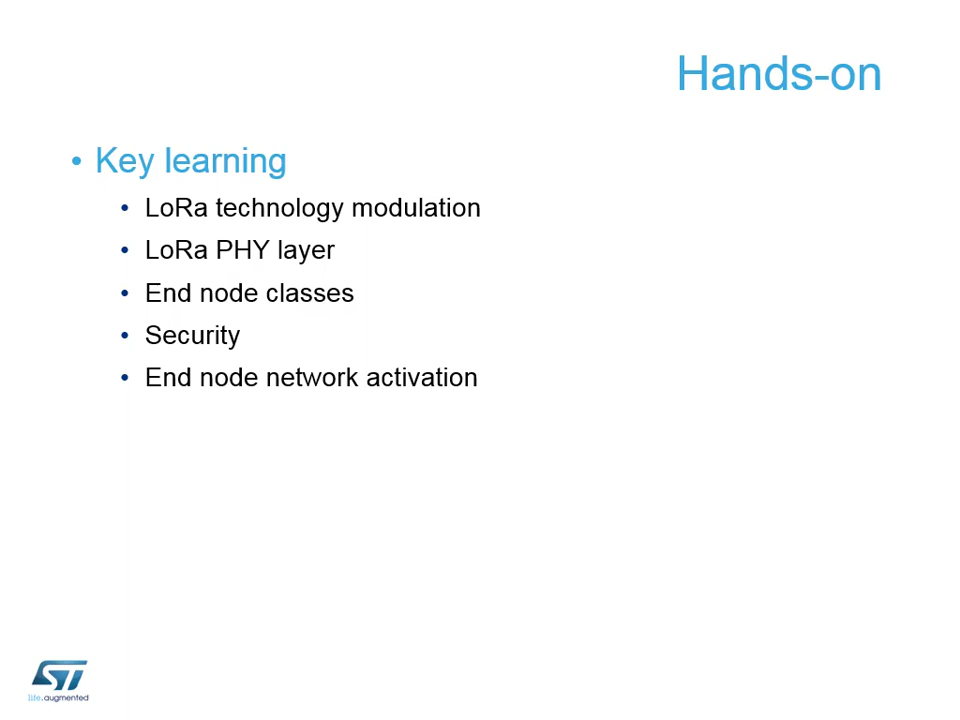 Hands-on
• Key learning
• LoRa technology modulation
• LoRa PHY layer
• End node classes
• Security
• End node network activation
ST
life.augmented